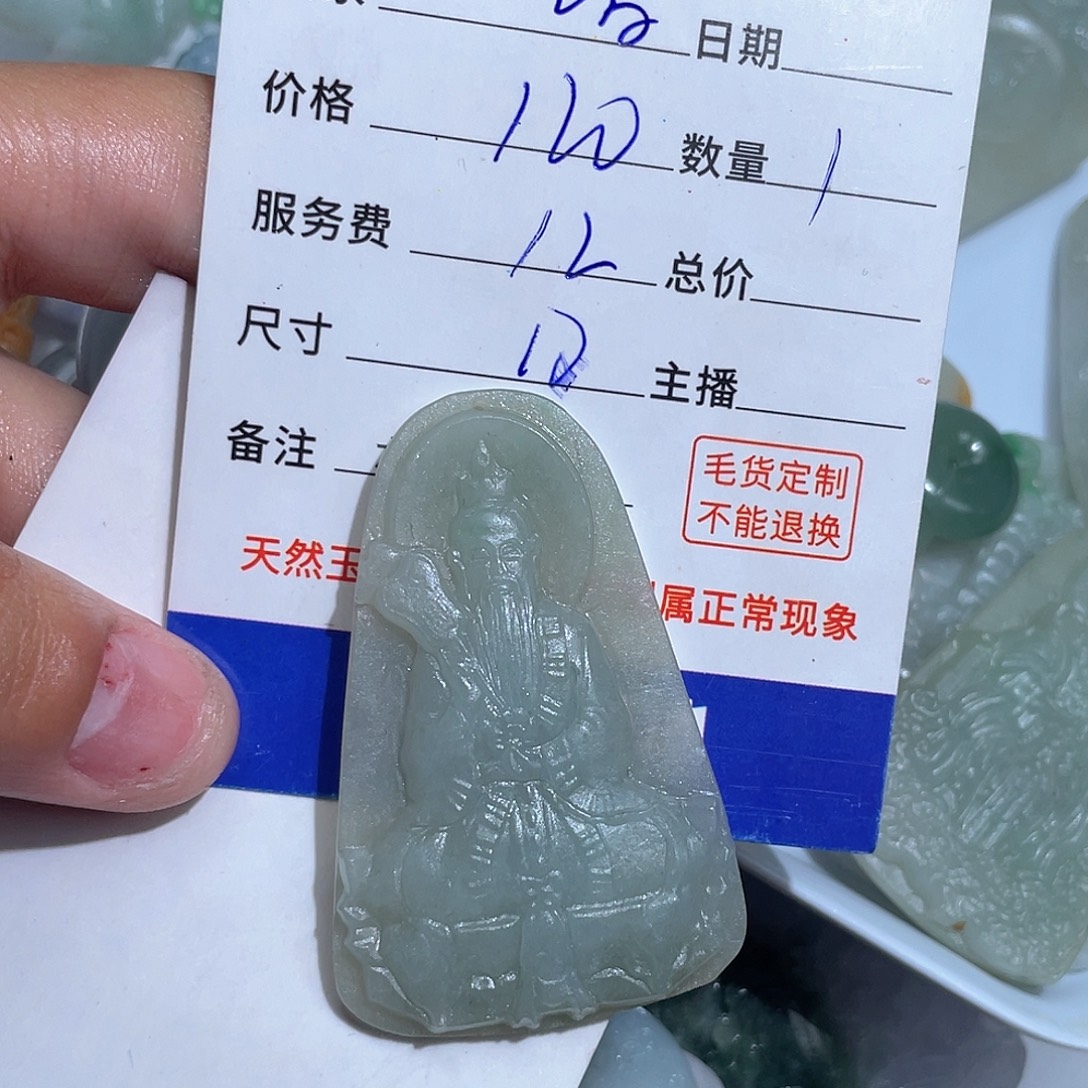 日期
价格 120 数量 1
服务费 12 总价
尺寸 主播
备注
毛货定制
不能退换
天然玉 属正常现象